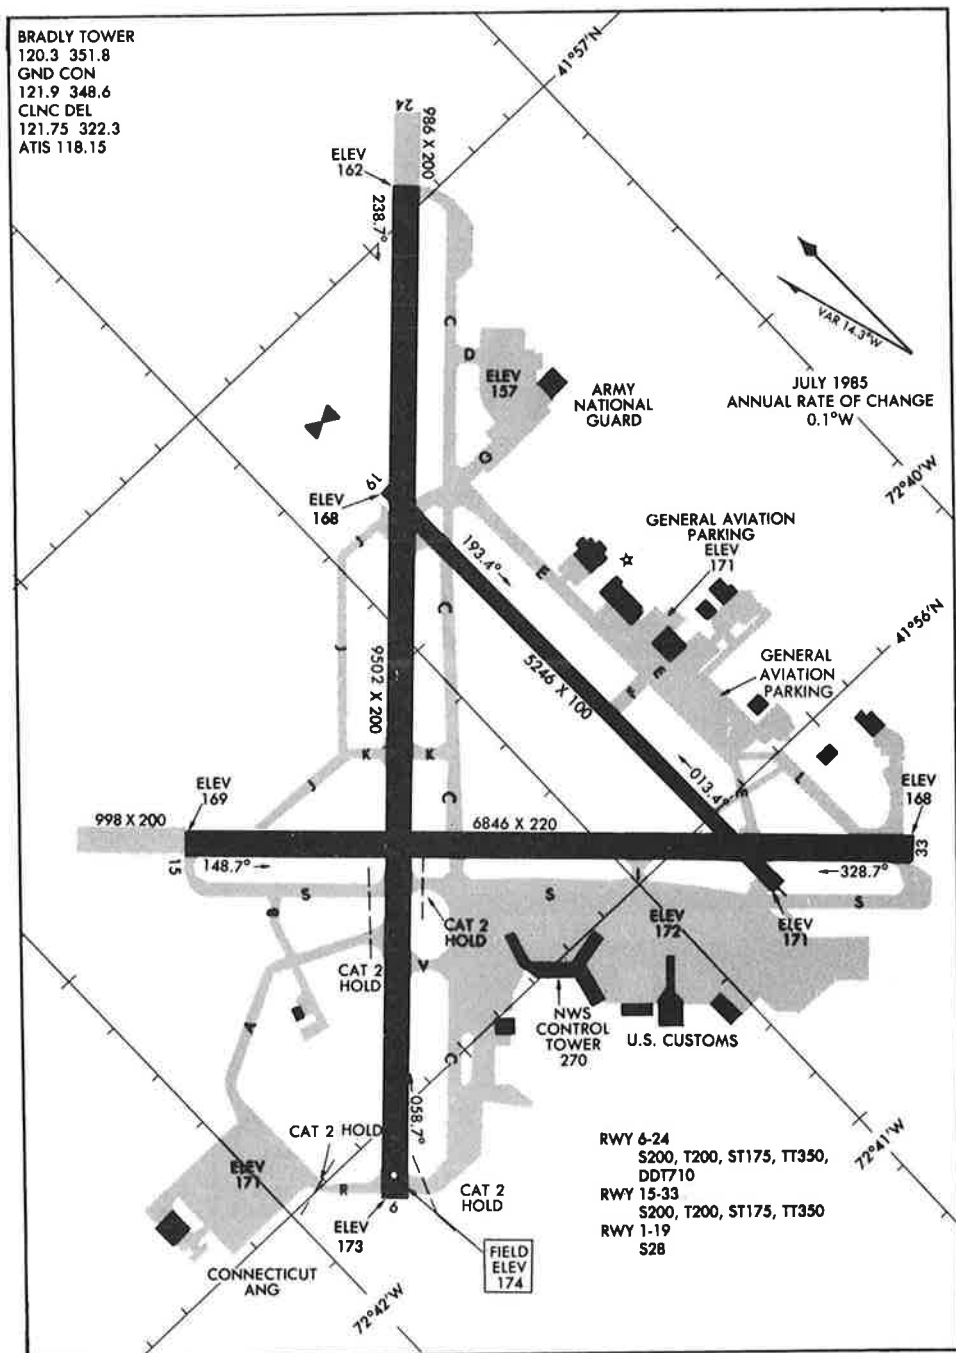 BRADLY TOWER
120.3 351.8
GND CON
121.9 348.6
CLNC DEL
121.75 322.3
ATIS 118.15
41°57'N
24
986 X 200
ELEV
162
238.7°
VAR 14.3°W
C
D
ELEV
157
ARMY
NATIONAL
GUARD
JULY 1985
ANNUAL RATE OF CHANGE
0.1°W
72°40'W
G
19
ELEV
168
J
193.4°
E
GENERAL AVIATION
PARKING
ELEV
171
C
41°56'N
J
9502 X 200
5246 X 100
E
F
GENERAL
AVIATION
PARKING
K
K
J
C
013.4°
E
L
ELEV
169
ELEV
168
998 X 200
6846 X 220
15
148.7°
328.7°
33
S
S
S
B
CAT 2
HOLD
ELEV
172
ELEV
171
CAT 2
HOLD
V
NWS
CONTROL
TOWER
270
U.S. CUSTOMS
A
C
058.7°
CAT 2 HOLD
RWY 6-24
S200, T200, ST175, TT350,
DDT710
RWY 15-33
S200, T200, ST175, TT350
RWY 1-19
S28
72°41'W
ELEV
171
R
6
CAT 2
HOLD
ELEV
173
FIELD
ELEV
174
CONNECTICUT
ANG
72°42'W